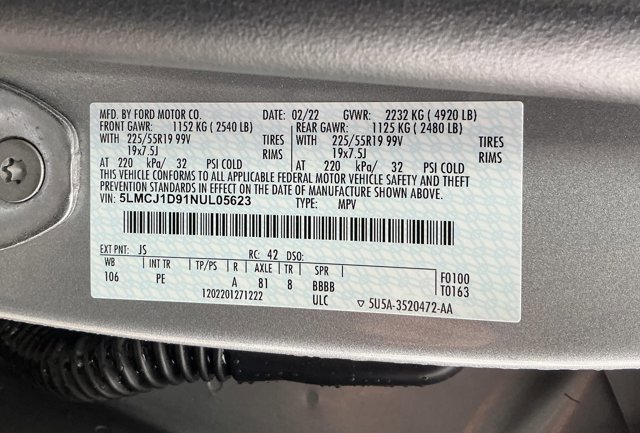 MFD. BY FORD MOTOR CO. DATE: 02/22 GVWR: 2232 KG ( 4920 LB)
FRONT GAWR: 1152 KG ( 2540 LB) REAR GAWR: 1125 KG ( 2480 LB)
WITH 225/55R19 99V TIRES WITH 225/55R19 99V TIRES
19x7.5J RIMS 19x7.5J RIMS
AT 220 kPa/ 32 PSI COLD AT 220 kPa/ 32 PSI COLD
THIS VEHICLE CONFORMS TO ALL APPLICABLE FEDERAL MOTOR VEHICLE SAFETY AND THEFT
PREVENTION STANDARDS IN EFFECT ON THE DATE OF MANUFACTURE SHOWN ABOVE.
VIN: 5LMCJ1D91NUL05623 TYPE: MPV
EXT PNT: JS RC: 42 DSO:
WB INT TR TP/PS R AXLE TR SPR F0100
106 PE A 81 8 BBBB T0163
1202201271222 ULC ▽ 5U5A-3520472-AA